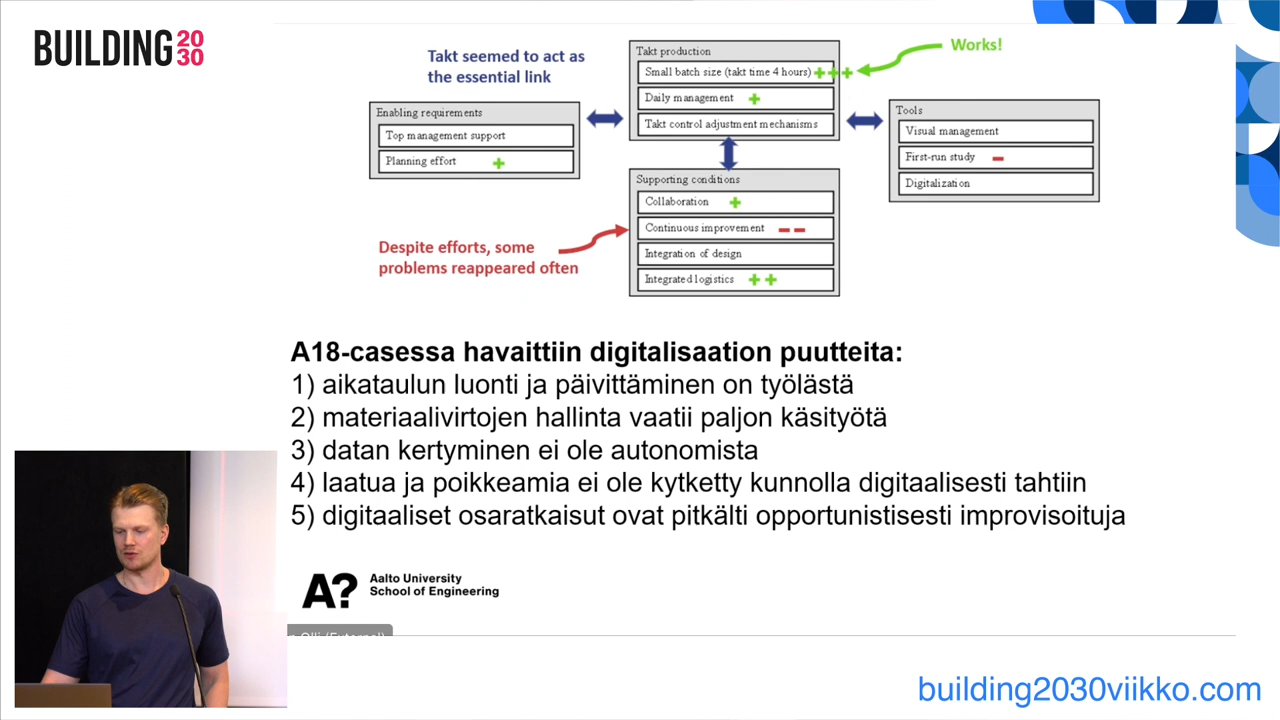 BUILDING 20
30
Takt seemed to act as
the essential link
Works!
Takt production
Small batch size (takt time 4 hours) +++
Daily management +
Takt control adjustment mechanisms
Enabling requirements
Top management support
Planning effort +
Tools
Visual management
First-run study –
Digitalization
Supporting conditions
Collaboration +
Continuous improvement – –
Integration of design
Integrated logistics ++
Despite efforts, some
problems reappeared often
A18-casessa havaittiin digitalisaation puutteita:
1) aikataulun luonti ja päivittäminen on työlästä
2) materiaalivirtojen hallinta vaatii paljon käsityötä
3) datan kertyminen ei ole autonomista
4) laatua ja poikkeamia ei ole kytketty kunnolla digitaalisesti tahtiin
5) digitaaliset osaratkaisut ovat pitkälti opportunistisesti improvisoituja
A?
Aalto University
School of Engineering
Olli (External)
building2030viikko.com